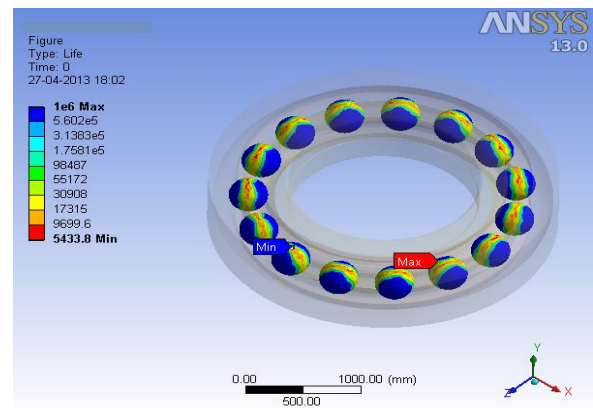 ANSYS
13.0
Figure
Type: Life
Time: 0
27-04-2013 18:02
1e6 Max
5.602e5
3.1383e5
1.7581e5
98487
55172
30908
17315
9699.6
5433.8 Min
Min
Max
0.00
1000.00 (mm)
500.00
Y
Z
X